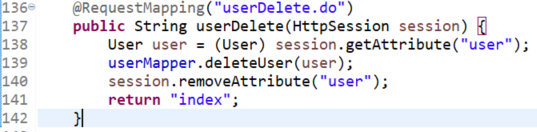 136 @RequestMapping("userDelete.do")
137 public String userDelete(HttpSession session) {
138 User user = (User) session.getAttribute("user");
139 userMapper.deleteUser(user);
140 session.removeAttribute("user");
141 return "index";
142 }